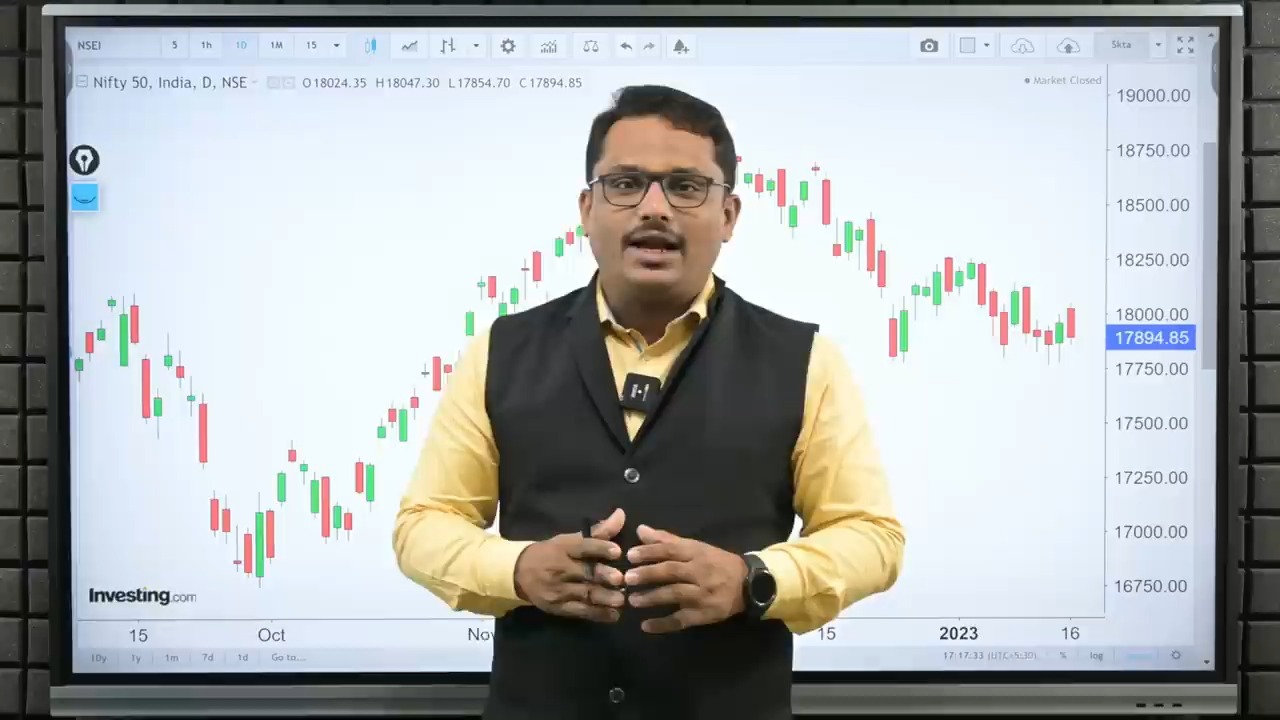 NSEI 5 1h 1D 1M 15 5kta
Nifty 50, India, D, NSE O18024.35 H18047.30 L17854.70 C17894.85 Market Closed
19000.00
18750.00
18500.00
18250.00
18000.00
17894.85
17750.00
17500.00
17250.00
17000.00
16750.00
Investing.com
15 Oct Nov 15 2023 16
10y 1y 1m 7d 1d Go to... 17:17:33 (UTC+5:30) % log